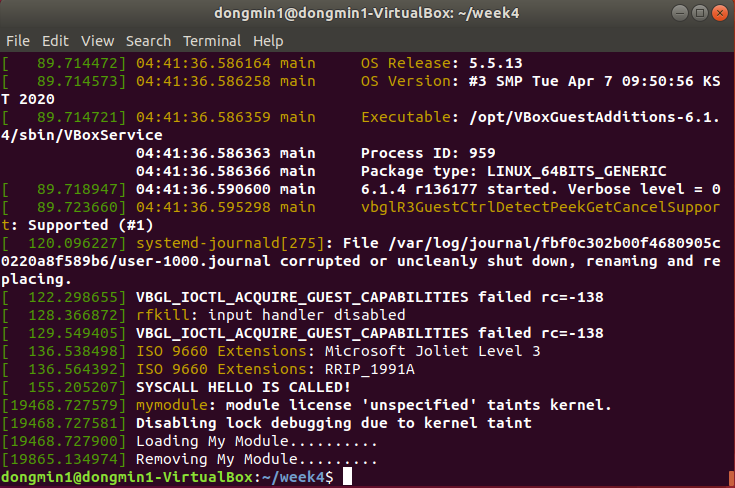 dongmin1@dongmin1-VirtualBox: ~/week4
File Edit View Search Terminal Help
[   89.714472] 04:41:36.586164 main     OS Release: 5.5.13
[   89.714573] 04:41:36.586258 main     OS Version: #3 SMP Tue Apr 7 09:50:56 KS
T 2020
[   89.714721] 04:41:36.586359 main     Executable: /opt/VBoxGuestAdditions-6.1.
4/sbin/VBoxService
               04:41:36.586363 main     Process ID: 959
               04:41:36.586366 main     Package type: LINUX_64BITS_GENERIC
[   89.718947] 04:41:36.590600 main     6.1.4 r136177 started. Verbose level = 0
[   89.723660] 04:41:36.595298 main     vbglR3GuestCtrlDetectPeekGetCancelSuppor
t: Supported (#1)
[  120.096227] systemd-journald[275]: File /var/log/journal/fbf0c302b00f4680905c
0220a8f589b6/user-1000.journal corrupted or uncleanly shut down, renaming and re
placing.
[  122.298655] VBGL_IOCTL_ACQUIRE_GUEST_CAPABILITIES failed rc=-138
[  128.366872] rfkill: input handler disabled
[  129.549405] VBGL_IOCTL_ACQUIRE_GUEST_CAPABILITIES failed rc=-138
[  136.538498] ISO 9660 Extensions: Microsoft Joliet Level 3
[  136.564392] ISO 9660 Extensions: RRIP_1991A
[  155.205207] SYSCALL HELLO IS CALLED!
[19468.727579] mymodule: module license 'unspecified' taints kernel.
[19468.727581] Disabling lock debugging due to kernel taint
[19468.727900] Loading My Module..........
[19865.134974] Removing My Module.........
dongmin1@dongmin1-VirtualBox:~/week4$